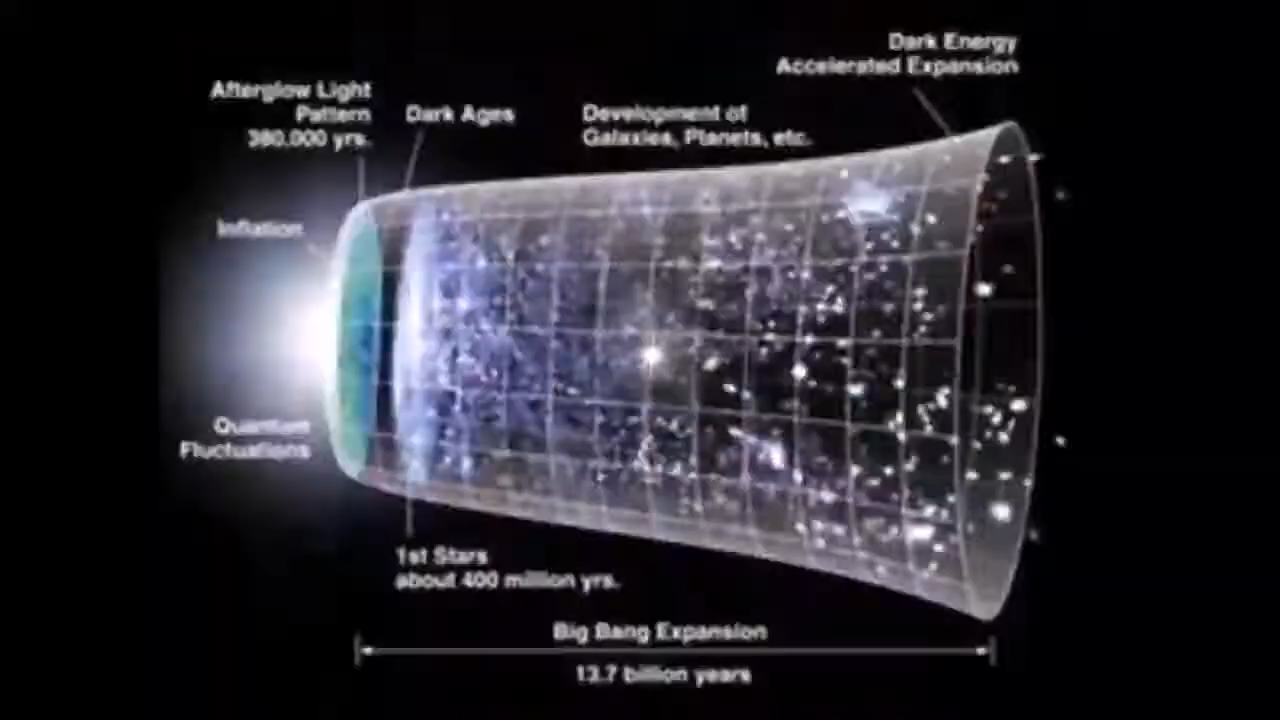 Dark Energy
Accelerated Expansion
Afterglow Light
Pattern
380,000 yrs.
Dark Ages
Development of
Galaxies, Planets, etc.
Inflation
Quantum
Fluctuations
1st Stars
about 400 million yrs.
Big Bang Expansion
13.7 billion years